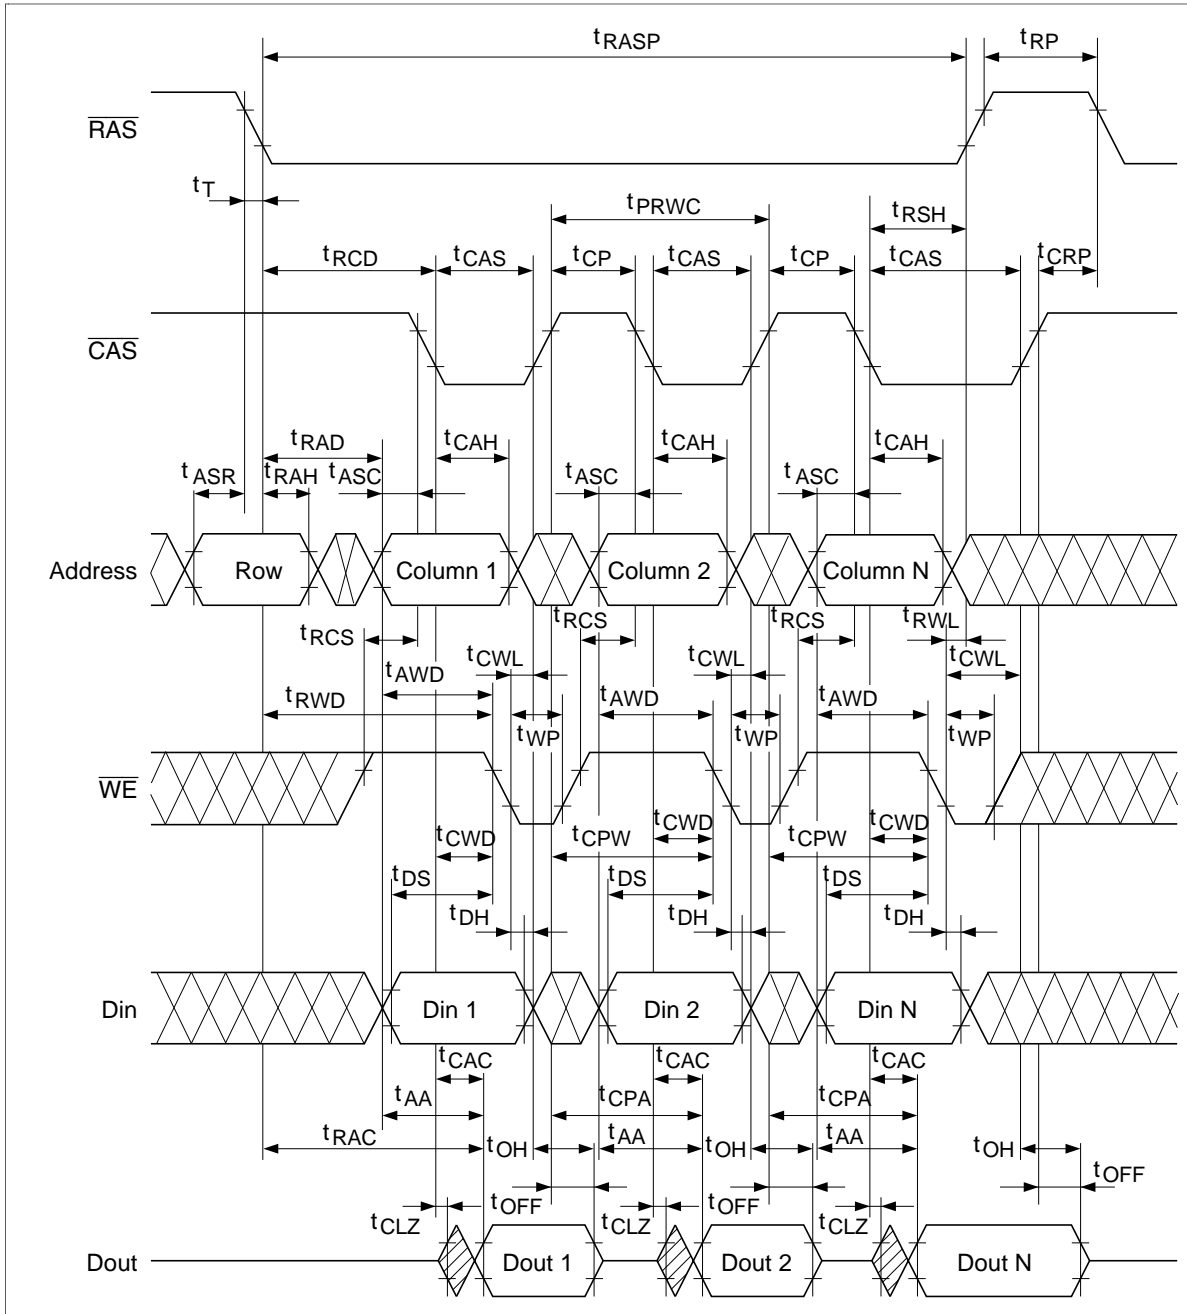 tRASP tRP
RAS
tT tPRWC tRSH
tRCD tCAS tCP tCAS tCP tCAS tCRP
CAS
tRAD tCAH tCAH tCAH
tASR tRAH tASC tASC tASC
Address Row Column 1 Column 2 Column N
tRCS tRCS tRCS tRWL
tAWD tCWL tCWL tCWL
tRWD tAWD tAWD
tWP tWP tWP
WE
tCWD tCPW tCWD tCPW tCWD
tDS tDS tDS
tDH tDH tDH
Din Din 1 Din 2 Din N
tCAC tCAC tCAC
tAA tCPA tCPA
tRAC tOH tAA tOH tAA tOH
tOFF tOFF tOFF
tCLZ tCLZ tCLZ
Dout Dout 1 Dout 2 Dout N